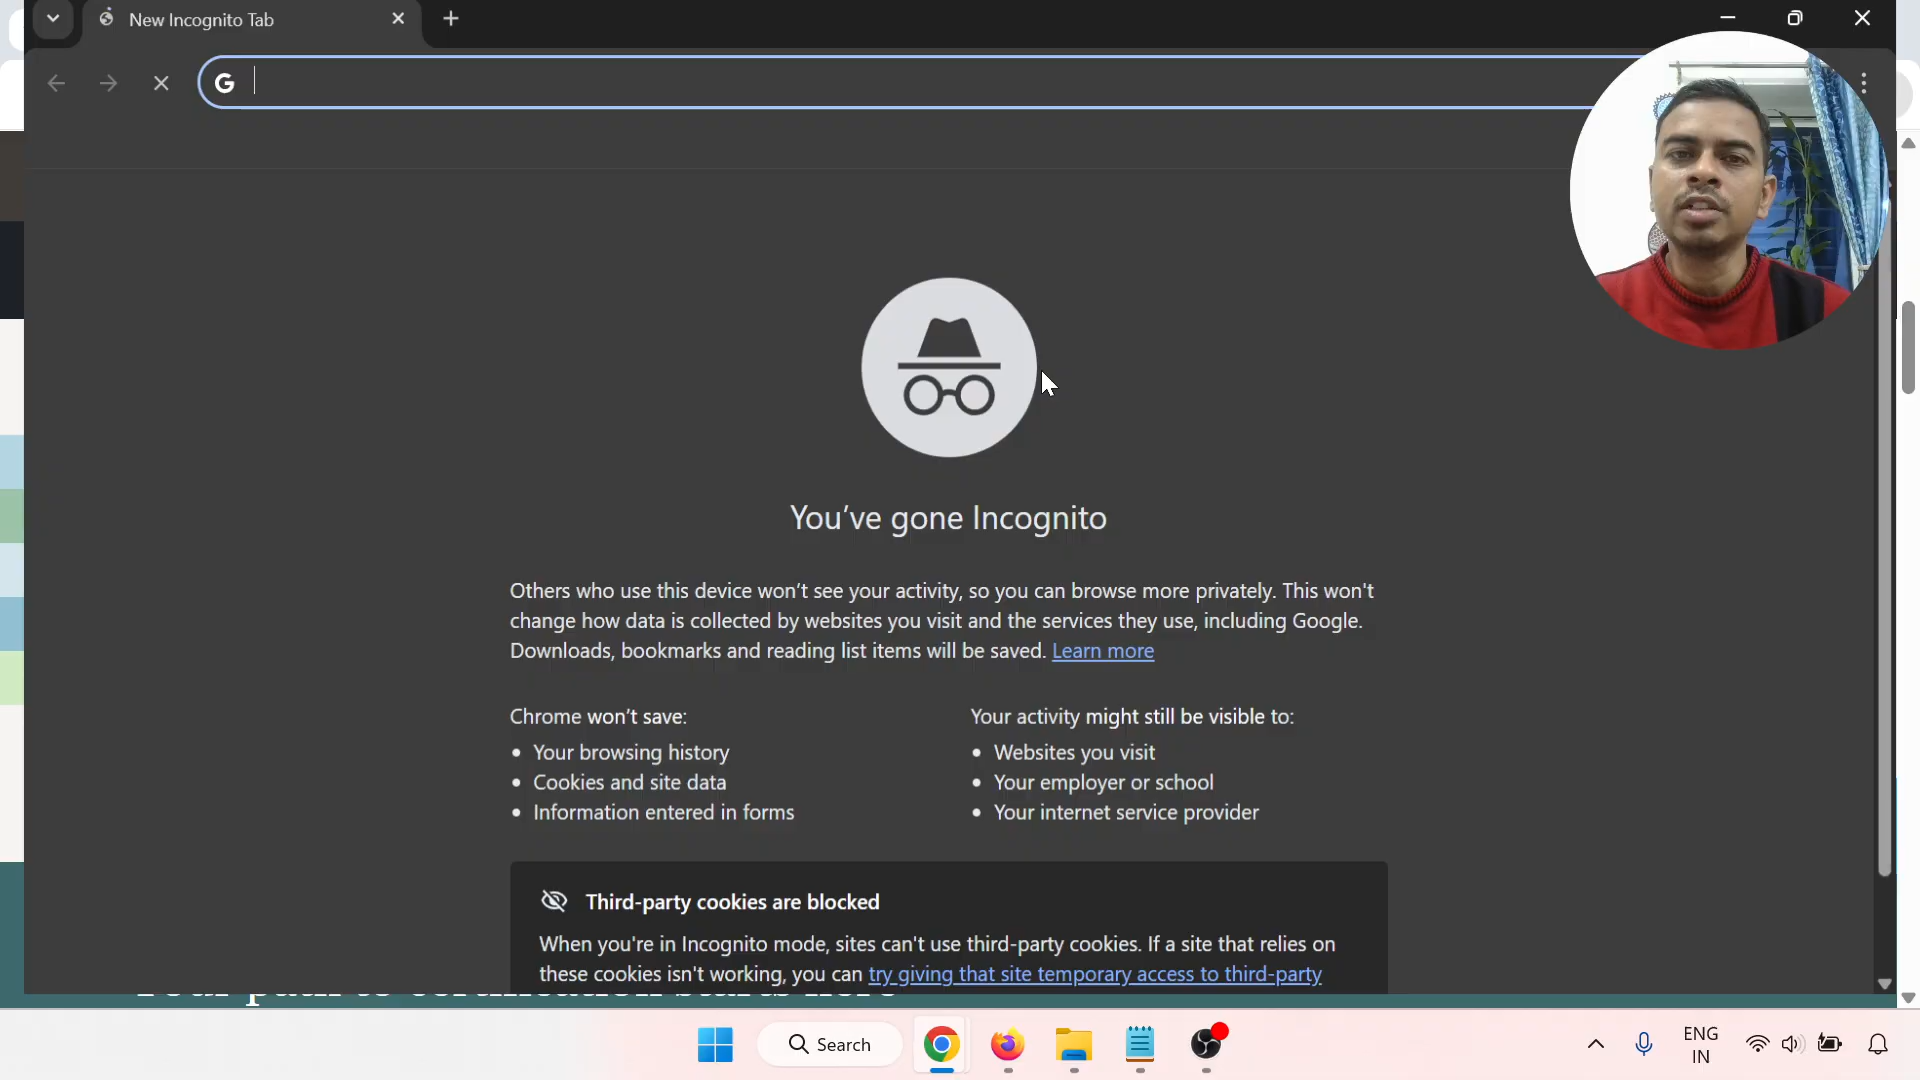 New Incognito Tab
G
You've gone Incognito
Others who use this device won't see your activity, so you can browse more privately. This won't
change how data is collected by websites you visit and the services they use, including Google.
Downloads, bookmarks and reading list items will be saved. Learn more
Chrome won't save:
• Your browsing history
• Cookies and site data
• Information entered in forms
Your activity might still be visible to:
• Websites you visit
• Your employer or school
• Your internet service provider
Third-party cookies are blocked
When you're in Incognito mode, sites can't use third-party cookies. If a site that relies on
these cookies isn't working, you can try giving that site temporary access to third-party
Your path to certification starts here
Search
ENG
IN